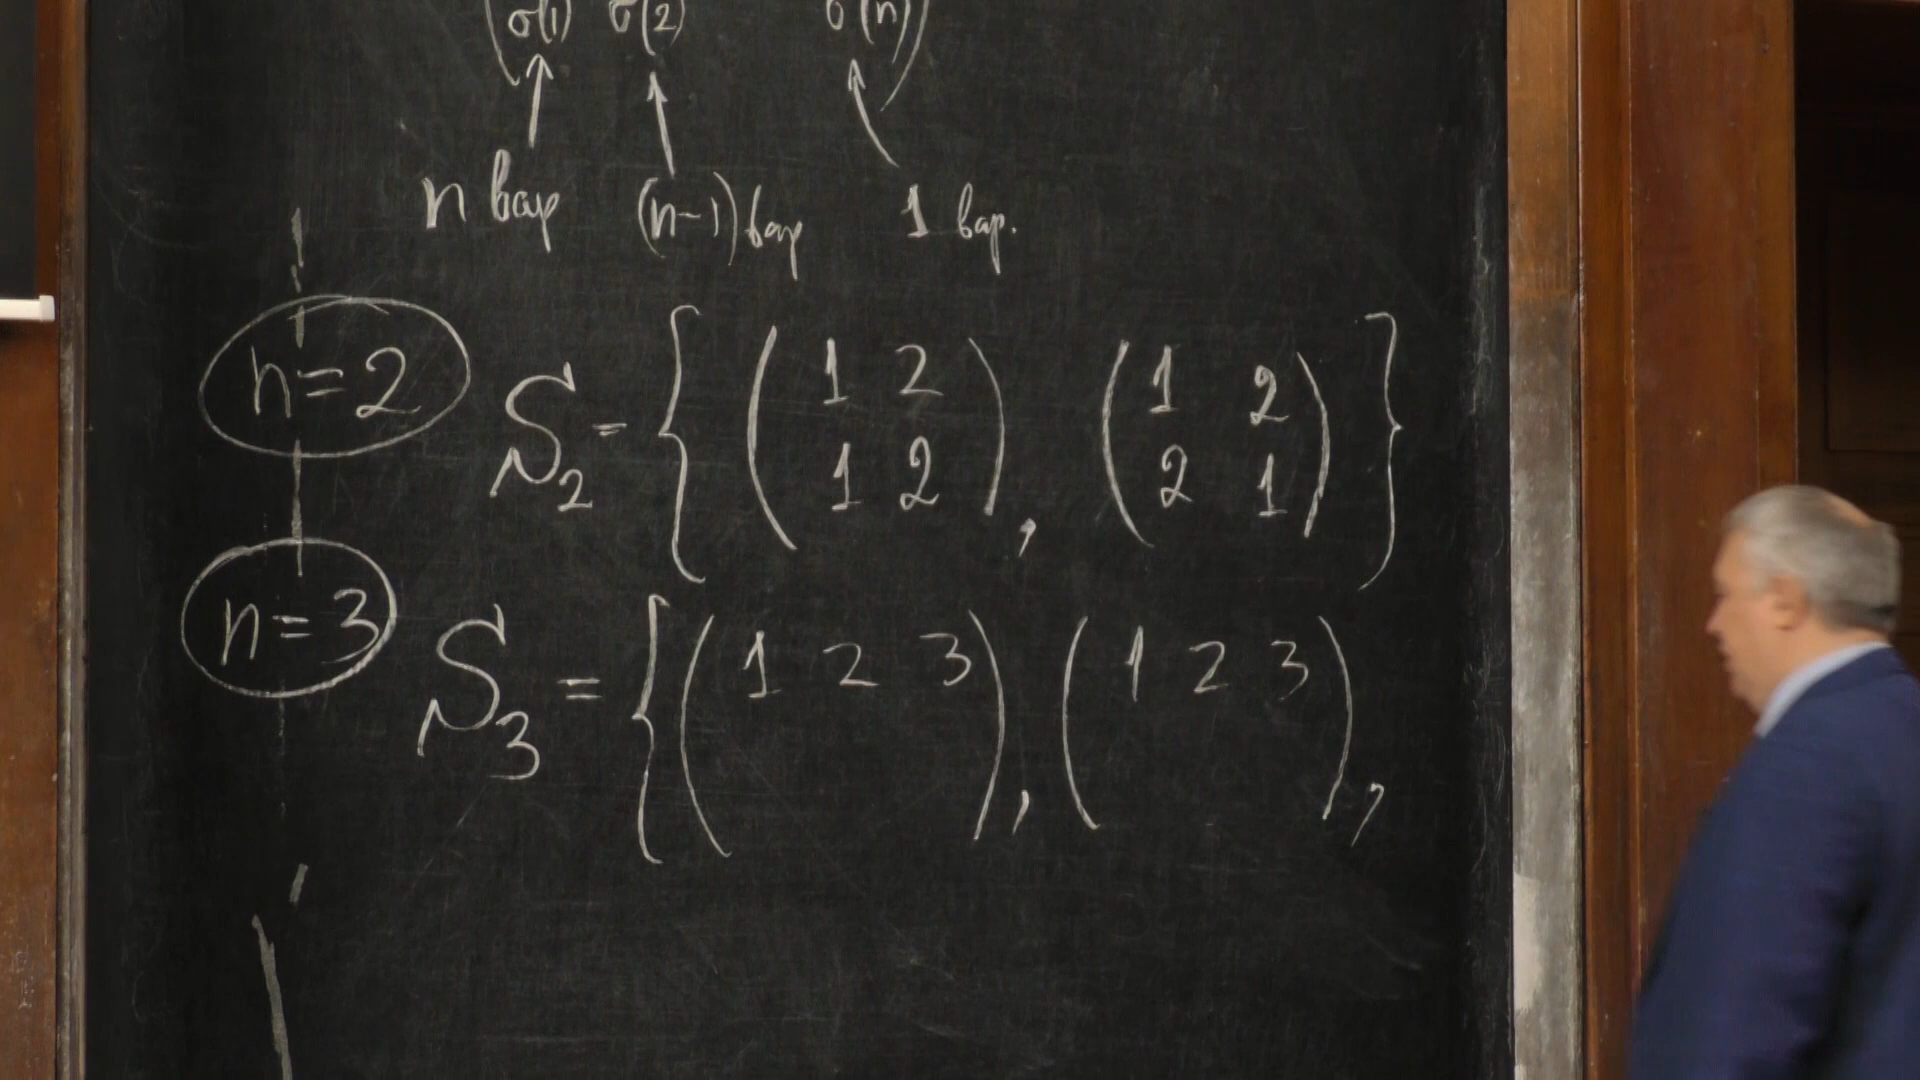 σ(1) σ(2) σ(n)
n вар (n-1) вар 1 вар.
n=2 S₂ = { ( 1 2
1 2 ), ( 1 2
2 1 ) }
n=3 S₃ = { ( 1 2 3 ), ( 1 2 3 ),